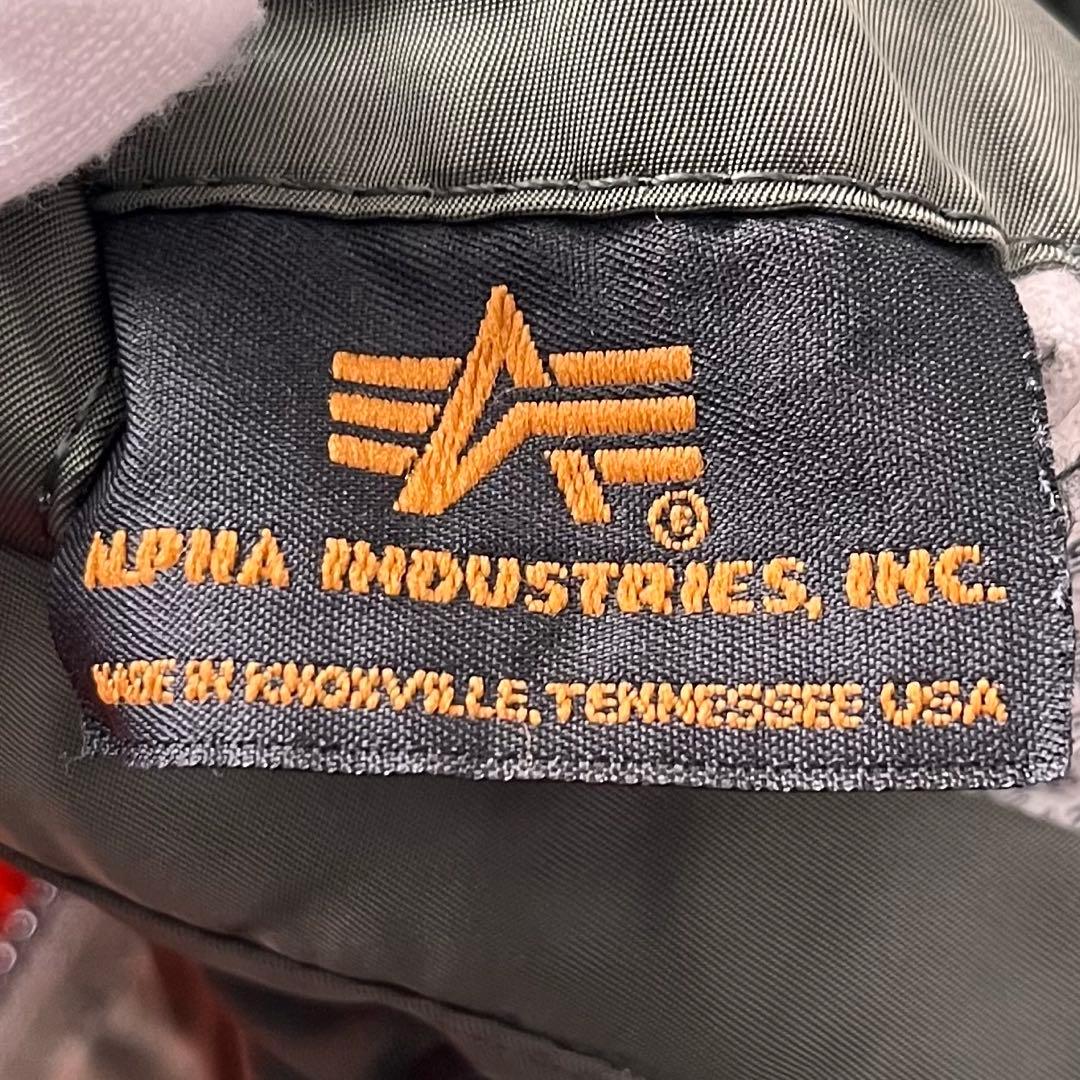 ®
ALPHA INDUSTRIES, INC.
MADE IN KNOXVILLE, TENNESSEE USA